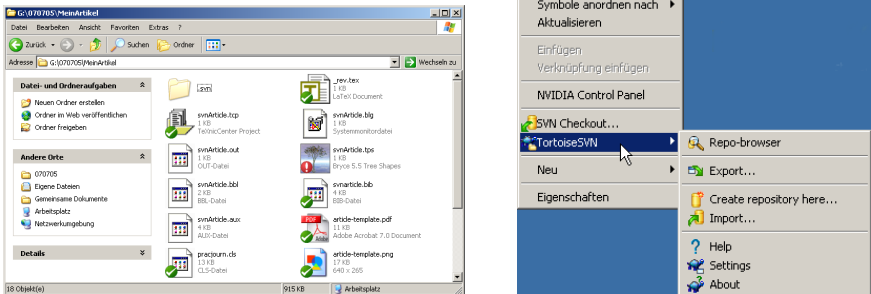 G:\070705\MeinArtikel
Datei Bearbeiten Ansicht Favoriten Extras ?
Zurück Suchen Ordner
Adresse G:\070705\MeinArtikel Wechseln zu
Datei- und Ordneraufgaben
Neuen Ordner erstellen
Ordner im Web veröffentlichen
Ordner freigeben
Andere Orte
070705
Eigene Dateien
Gemeinsame Dokumente
Arbeitsplatz
Netzwerkumgebung
Details
.svn
_rev.tex
1 KB
LaTeX Document
svnArticle.tcp
1 KB
TeXnicCenter Project
svnArticle.blg
1 KB
Systemmonitordatei
svnArticle.out
1 KB
OUT-Datei
svnArticle.tps
1 KB
Bryce 5.5 Tree Shapes
svnArticle.bbl
2 KB
BBL-Datei
svnarticle.bib
4 KB
BIB-Datei
svnArticle.aux
4 KB
AUX-Datei
article-template.pdf
11 KB
Adobe Acrobat 7.0 Document
pracjourn.cls
13 KB
CLS-Datei
article-template.png
17 KB
640 x 265
18 Objekt(e) 915 KB Arbeitsplatz
Symbole anordnen nach
Aktualisieren
Einfügen
Verknüpfung einfügen
NVIDIA Control Panel
SVN Checkout...
TortoiseSVN
Neu
Eigenschaften
Repo-browser
Export...
Create repository here...
Import...
Help
Settings
About